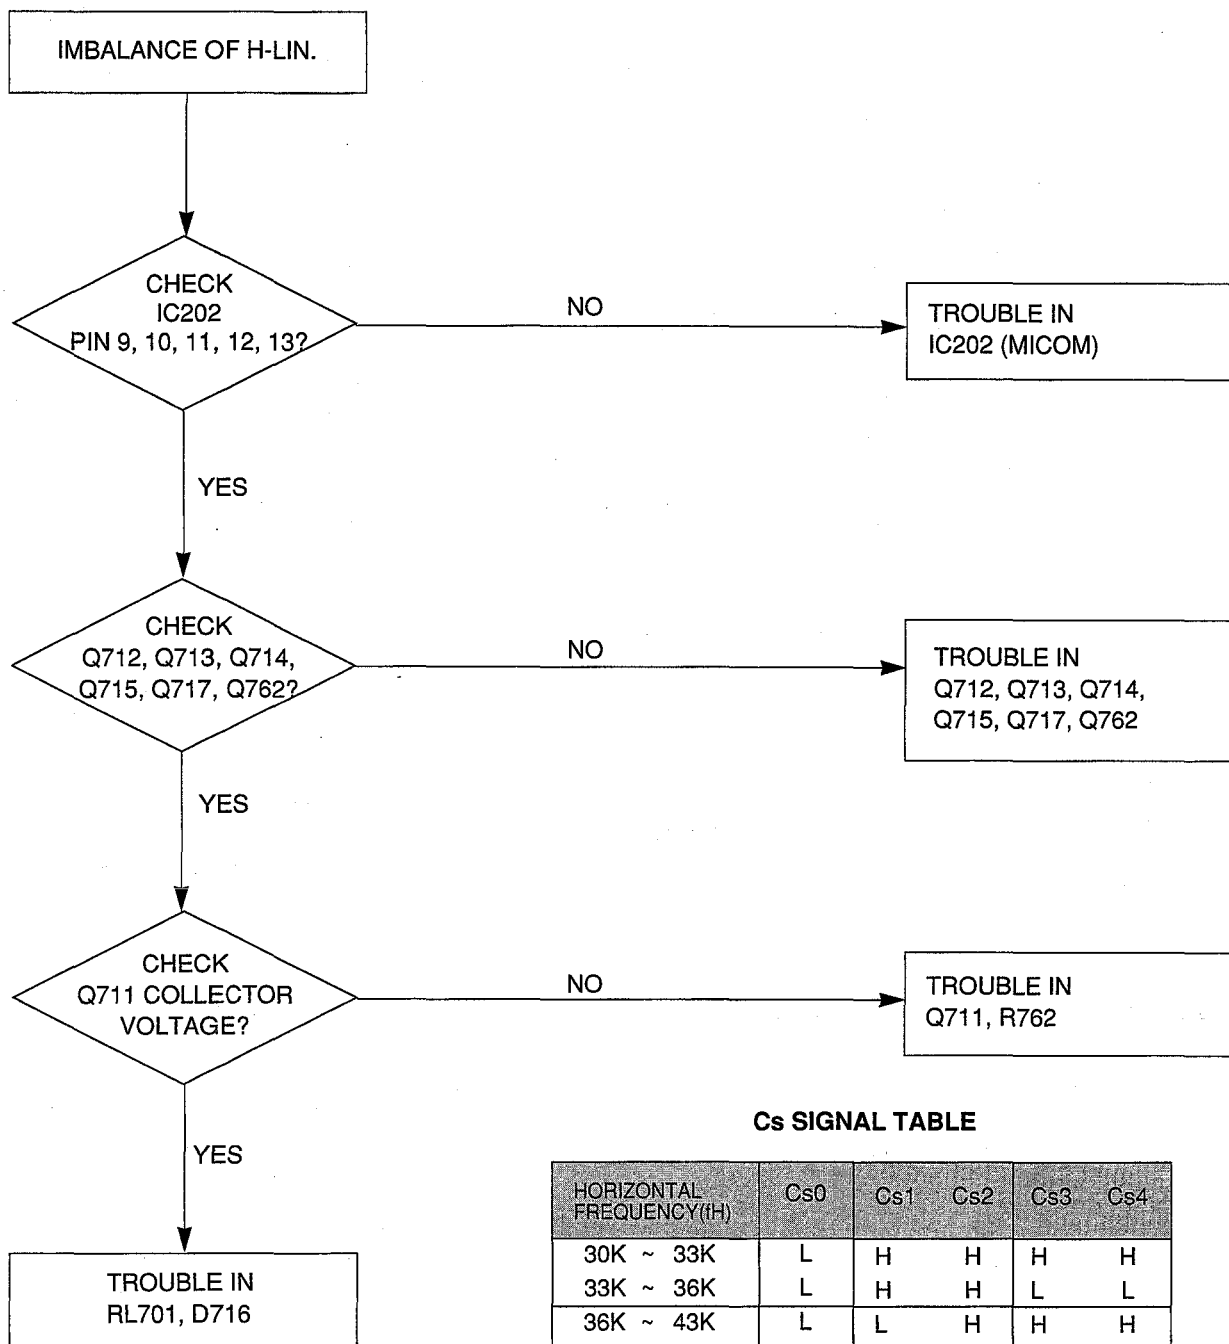 IMBALANCE OF H-LIN.
CHECK
IC202
PIN 9, 10, 11, 12, 13?
NO
TROUBLE IN
IC202 (MICOM)
YES
CHECK
Q712, Q713, Q714,
Q715, Q717, Q762?
NO
TROUBLE IN
Q712, Q713, Q714,
Q715, Q717, Q762
YES
CHECK
Q711 COLLECTOR
VOLTAGE?
NO
TROUBLE IN
Q711, R762
YES
TROUBLE IN
RL701, D716
Cs SIGNAL TABLE
HORIZONTAL
FREQUENCY(fH)
Cs0 Cs1 Cs2 Cs3 Cs4
30K ~ 33K L H H H H
33K ~ 36K L H H L L
36K ~ 43K L L H H H